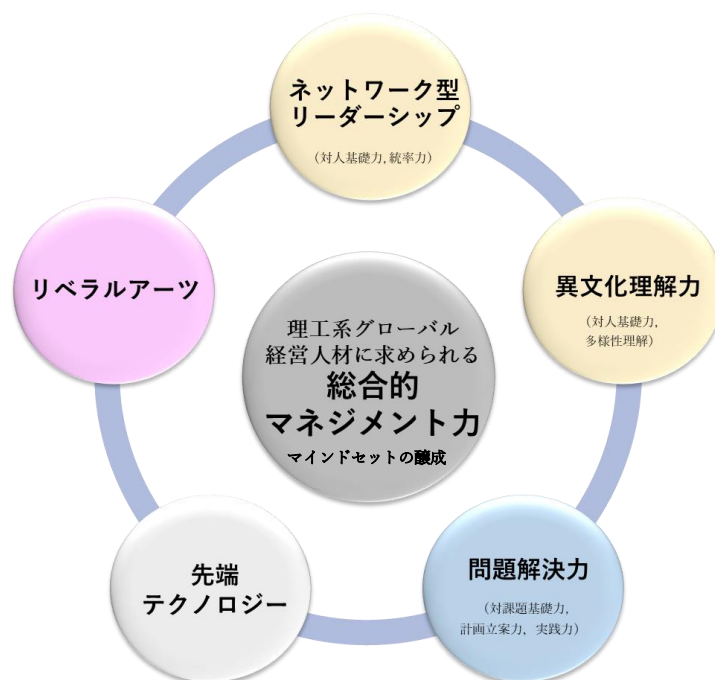 ネットワーク型
リーダーシップ
（対人基礎力, 統率力）
リベラルアーツ
異文化理解力
（対人基礎力,
多様性理解）
理工系グローバル
経営人材に求められる
総合的
マネジメント力
マインドセットの醸成
先端
テクノロジー
問題解決力
（対課題基礎力,
計画立案力, 実践力）